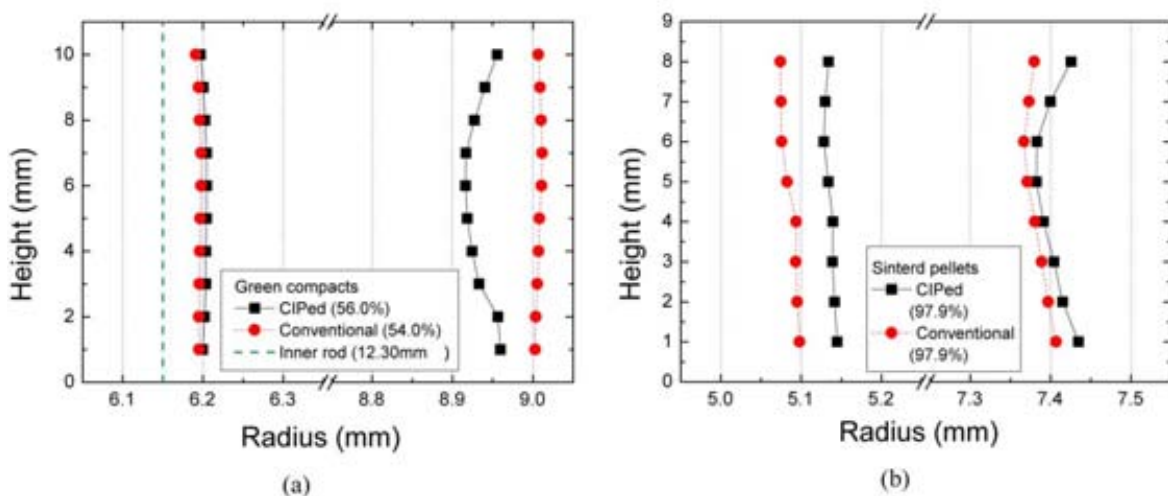 10
8
6
4
2
0
Height (mm)
Green compacts
CIPed (56.0%)
Conventional (54.0%)
Inner rod (12.30mm )
6.1 6.2 6.3 8.8 8.9 9.0
Radius (mm)
(a)
9
8
7
6
5
4
3
2
1
0
Height (mm)
Sinterd pellets
CIPed
(97.9%)
Conventional
(97.9%)
5.0 5.1 5.2 7.3 7.4 7.5
Radius (mm)
(b)